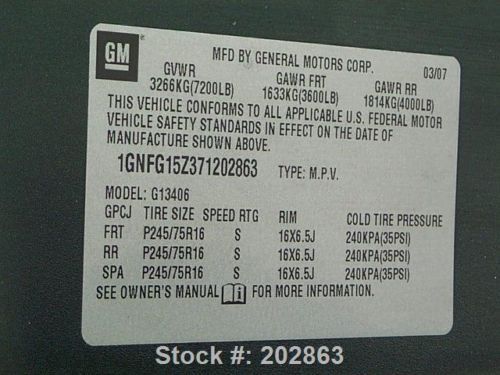 GM
MFD BY GENERAL MOTORS CORP. 03/07
GVWR GAWR FRT GAWR RR
3266KG(7200LB) 1633KG(3600LB) 1814KG(4000LB)
THIS VEHICLE CONFORMS TO ALL APPLICABLE U.S. FEDERAL MOTOR
VEHICLE SAFETY STANDARDS IN EFFECT ON THE DATE OF
MANUFACTURE SHOWN ABOVE.
1GNFG15Z371202863 TYPE: M.P.V.
MODEL: G13406
GPCJ TIRE SIZE SPEED RTG RIM COLD TIRE PRESSURE
FRT P245/75R16 S 16X6.5J 240KPA(35PSI)
RR P245/75R16 S 16X6.5J 240KPA(35PSI)
SPA P245/75R16 S 16X6.5J 240KPA(35PSI)
SEE OWNER'S MANUAL FOR MORE INFORMATION.
Stock #: 202863